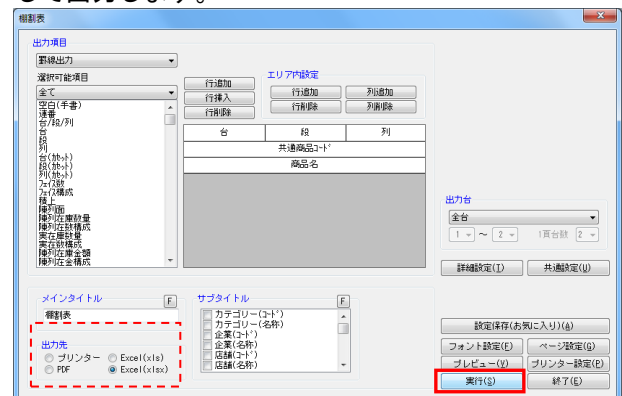 して出力します。
棚割表
出力項目
罫線出力
選択可能項目
全て
空白(手書)
連番
台/段/列
台
段
列
台(カセット)
段(カセット)
列(カセット)
フェイス数
フェイス構成
積上
陳列面
陳列在庫数量
陳列在数構成
実在庫数量
実在数構成
陳列在庫金額
陳列在金構成
行追加
行挿入
行削除
エリア内設定
行追加 列追加
行削除 列削除
台 段 列
共通商品コード
商品名
出力台
全台
1 ～ 2 1頁台数 2
詳細設定(T) 共通設定(U)
メインタイトル F
棚割表
出力先
プリンター Excel(xls)
PDF Excel(xlsx)
サブタイトル F
カテゴリー(コード)
カテゴリー(名称)
企業(コード)
企業(名称)
店舗(コード)
店舗(名称)
設定保存(お気に入り)(A)
フォント設定(F) ページ設定(G)
プレビュー(V) プリンター設定(P)
実行(S) 終了(E)